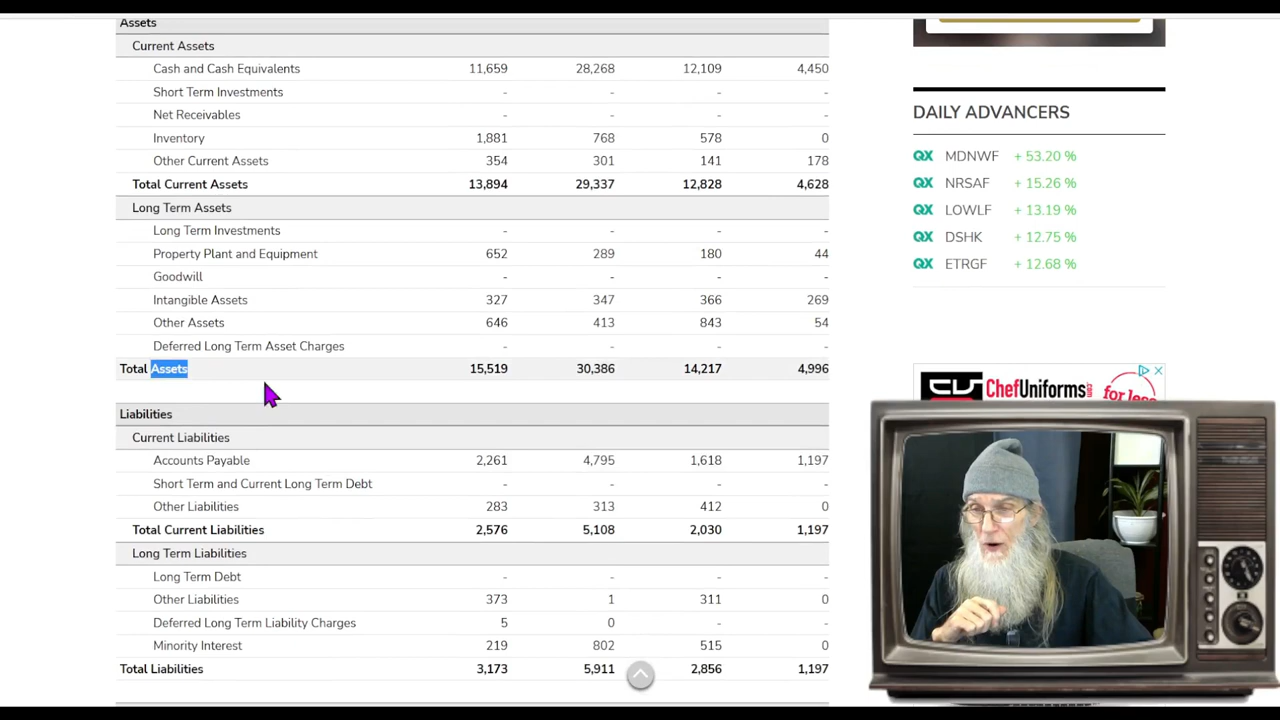 Assets
Current Assets
Cash and Cash Equivalents 11,659 28,268 12,109 4,450
Short Term Investments - - - -
Net Receivables - - - -
Inventory 1,881 768 578 0
Other Current Assets 354 301 141 178
Total Current Assets 13,894 29,337 12,828 4,628
Long Term Assets
Long Term Investments - - - -
Property Plant and Equipment 652 289 180 44
Goodwill - - - -
Intangible Assets 327 347 366 269
Other Assets 646 413 843 54
Deferred Long Term Asset Charges - - - -
Total Assets 15,519 30,386 14,217 4,996
Liabilities
Current Liabilities
Accounts Payable 2,261 4,795 1,618 1,197
Short Term and Current Long Term Debt - - - -
Other Liabilities 283 313 412 0
Total Current Liabilities 2,576 5,108 2,030 1,197
Long Term Liabilities
Long Term Debt - - - -
Other Liabilities 373 1 311 0
Deferred Long Term Liability Charges 5 0 - -
Minority Interest 219 802 515 0
Total Liabilities 3,173 5,911 2,856 1,197
DAILY ADVANCERS
QX MDNWF + 53.20 %
QX NRSAF + 15.26 %
QX LOWLF + 13.19 %
QX DSHK + 12.75 %
QX ETRGF + 12.68 %
CU ChefUniforms for less